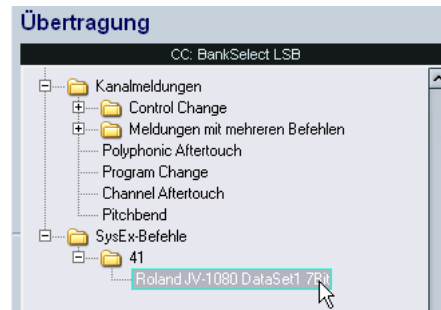 Übertragung
CC: BankSelect LSB
Kanalmeldungen
Control Change
Meldungen mit mehreren Befehlen
Polyphonic Aftertouch
Program Change
Channel Aftertouch
Pitchbend
SysEx-Befehle
41
Roland JV-1080 DataSet1 7Bit